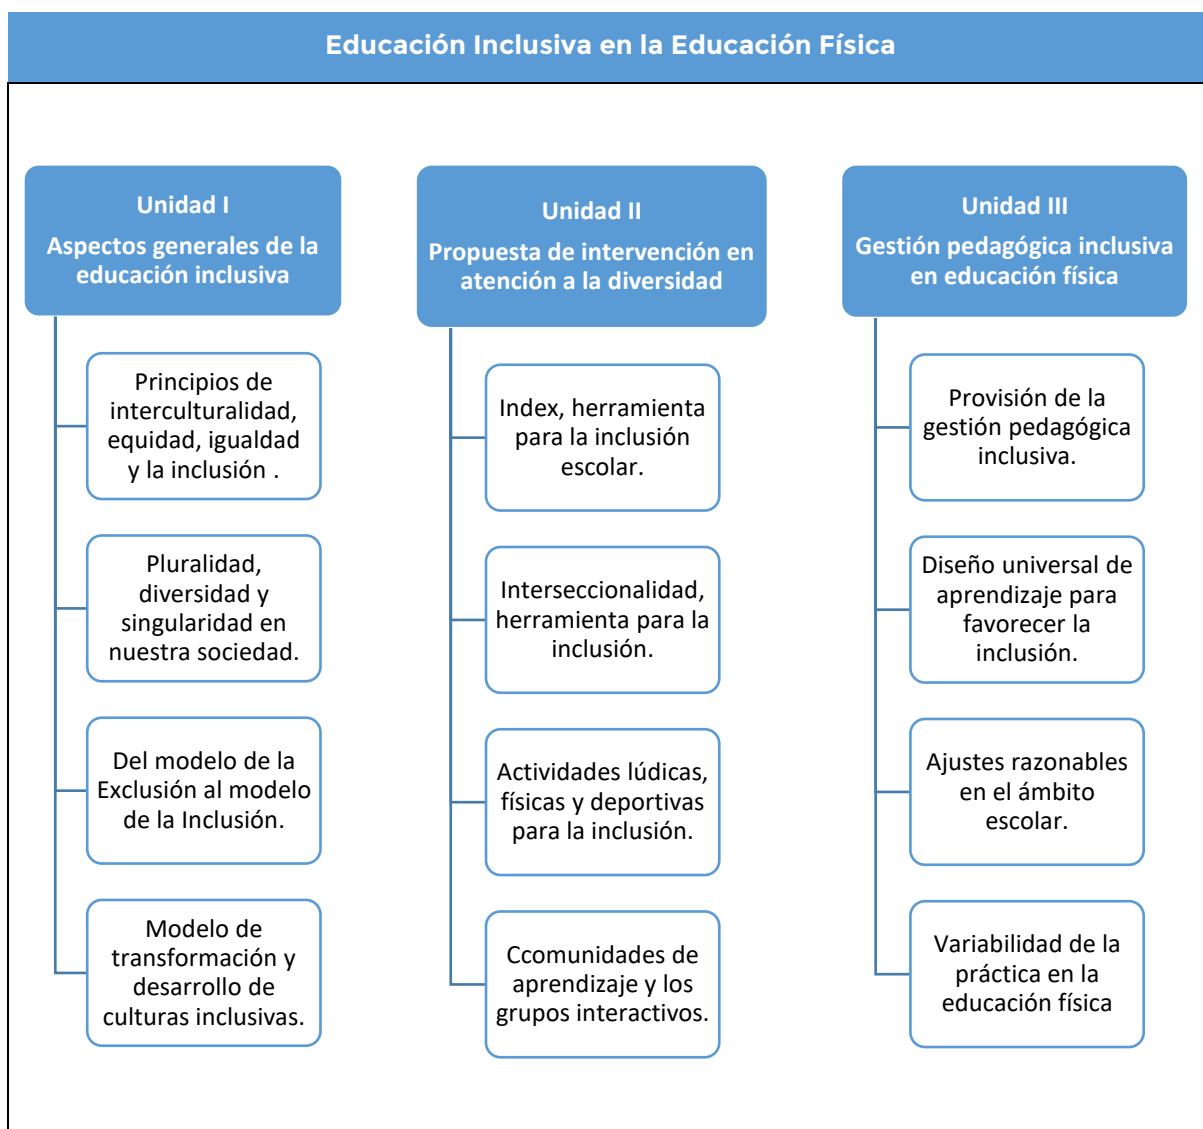 Educación Inclusiva en la Educación Física
Unidad I
Aspectos generales de la
educación inclusiva
Principios de
interculturalidad,
equidad, igualdad
y la inclusión .
Pluralidad,
diversidad y
singularidad en
nuestra sociedad.
Del modelo de la
Exclusión al modelo
de la Inclusión.
Modelo de
transformación y
desarrollo de
culturas inclusivas.
Unidad II
Propuesta de intervención en
atención a la diversidad
Index, herramienta
para la inclusión
escolar.
Interseccionalidad,
herramienta para la
inclusión.
Actividades lúdicas,
físicas y deportivas
para la inclusión.
Ccomunidades de
aprendizaje y los
grupos interactivos.
Unidad III
Gestión pedagógica inclusiva
en educación física
Provisión de la
gestión pedagógica
inclusiva.
Diseño universal de
aprendizaje para
favorecer la
inclusión.
Ajustes razonables
en el ámbito
escolar.
Variabilidad de la
práctica en la
educación física